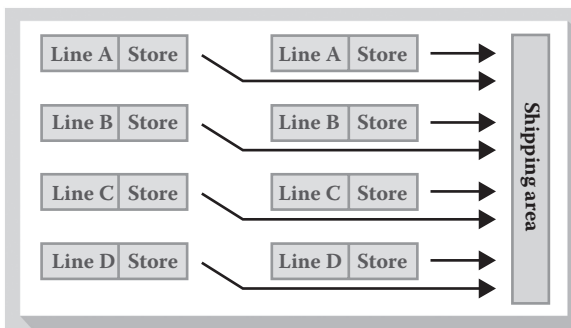 Line A Store Line A Store
Line B Store Line B Store
Line C Store Line C Store
Line D Store Line D Store
Shipping area